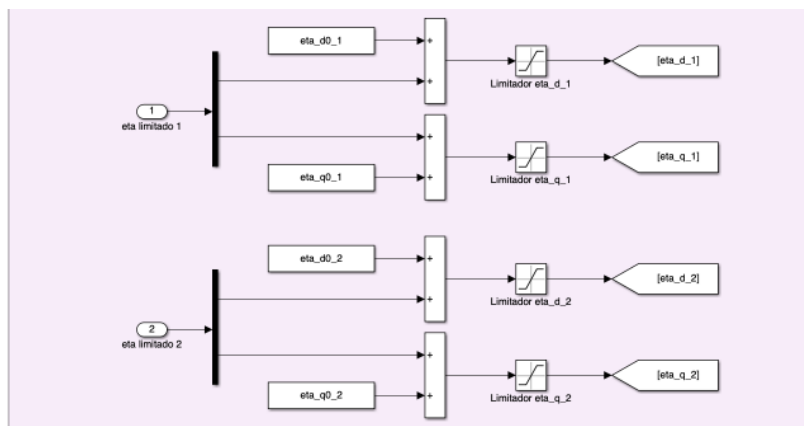 eta_d0_1
+
+
Limitador eta_d_1
[eta_d_1]
1
eta limitado 1
+
+
eta_q0_1
Limitador eta_q_1
[eta_q_1]
eta_d0_2
+
+
Limitador eta_d_2
[eta_d_2]
2
eta limitado 2
+
+
eta_q0_2
Limitador eta_q_2
[eta_q_2]